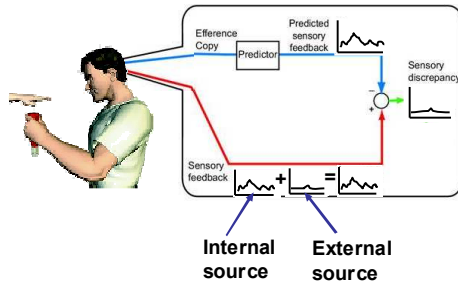 Efference
Copy
Predictor
Predicted
sensory
feedback
Sensory
discrepancy
−
+
Sensory
feedback
+
=
Internal
source
External
source